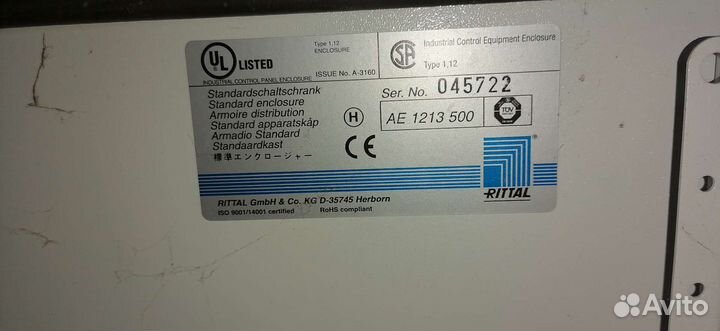 UL LISTED
Type 1,12
ENCLOSURE
ISSUE No. A-3160
INDUSTRIAL CONTROL PANEL ENCLOSURE
SA Industrial Control Equipment Enclosure
Type 1,12
Standardschaltschrank
Standard enclosure
Armoire distribution
Standard apparatskåp
Armadio Standard
Standaardkast
標準エンクロージャー
H
CE
Ser. No. 045722
AE 1213 500
TÜV
RITTAL
RITTAL GmbH & Co. KG D-35745 Herborn
ISO 9001/14001 certified RoHS compliant
Avito